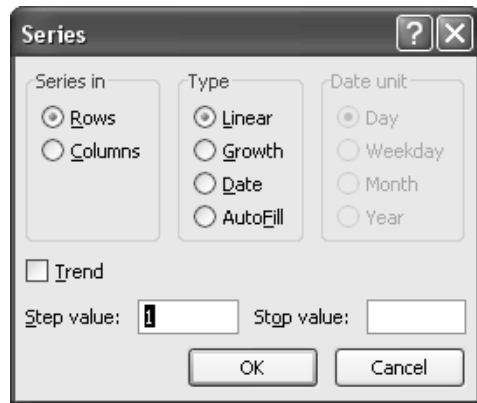 Series
Series in Type Date unit
Rows Linear Day
Columns Growth Weekday
Date Month
AutoFill Year
Trend
Step value: 1 Stop value:
OK Cancel